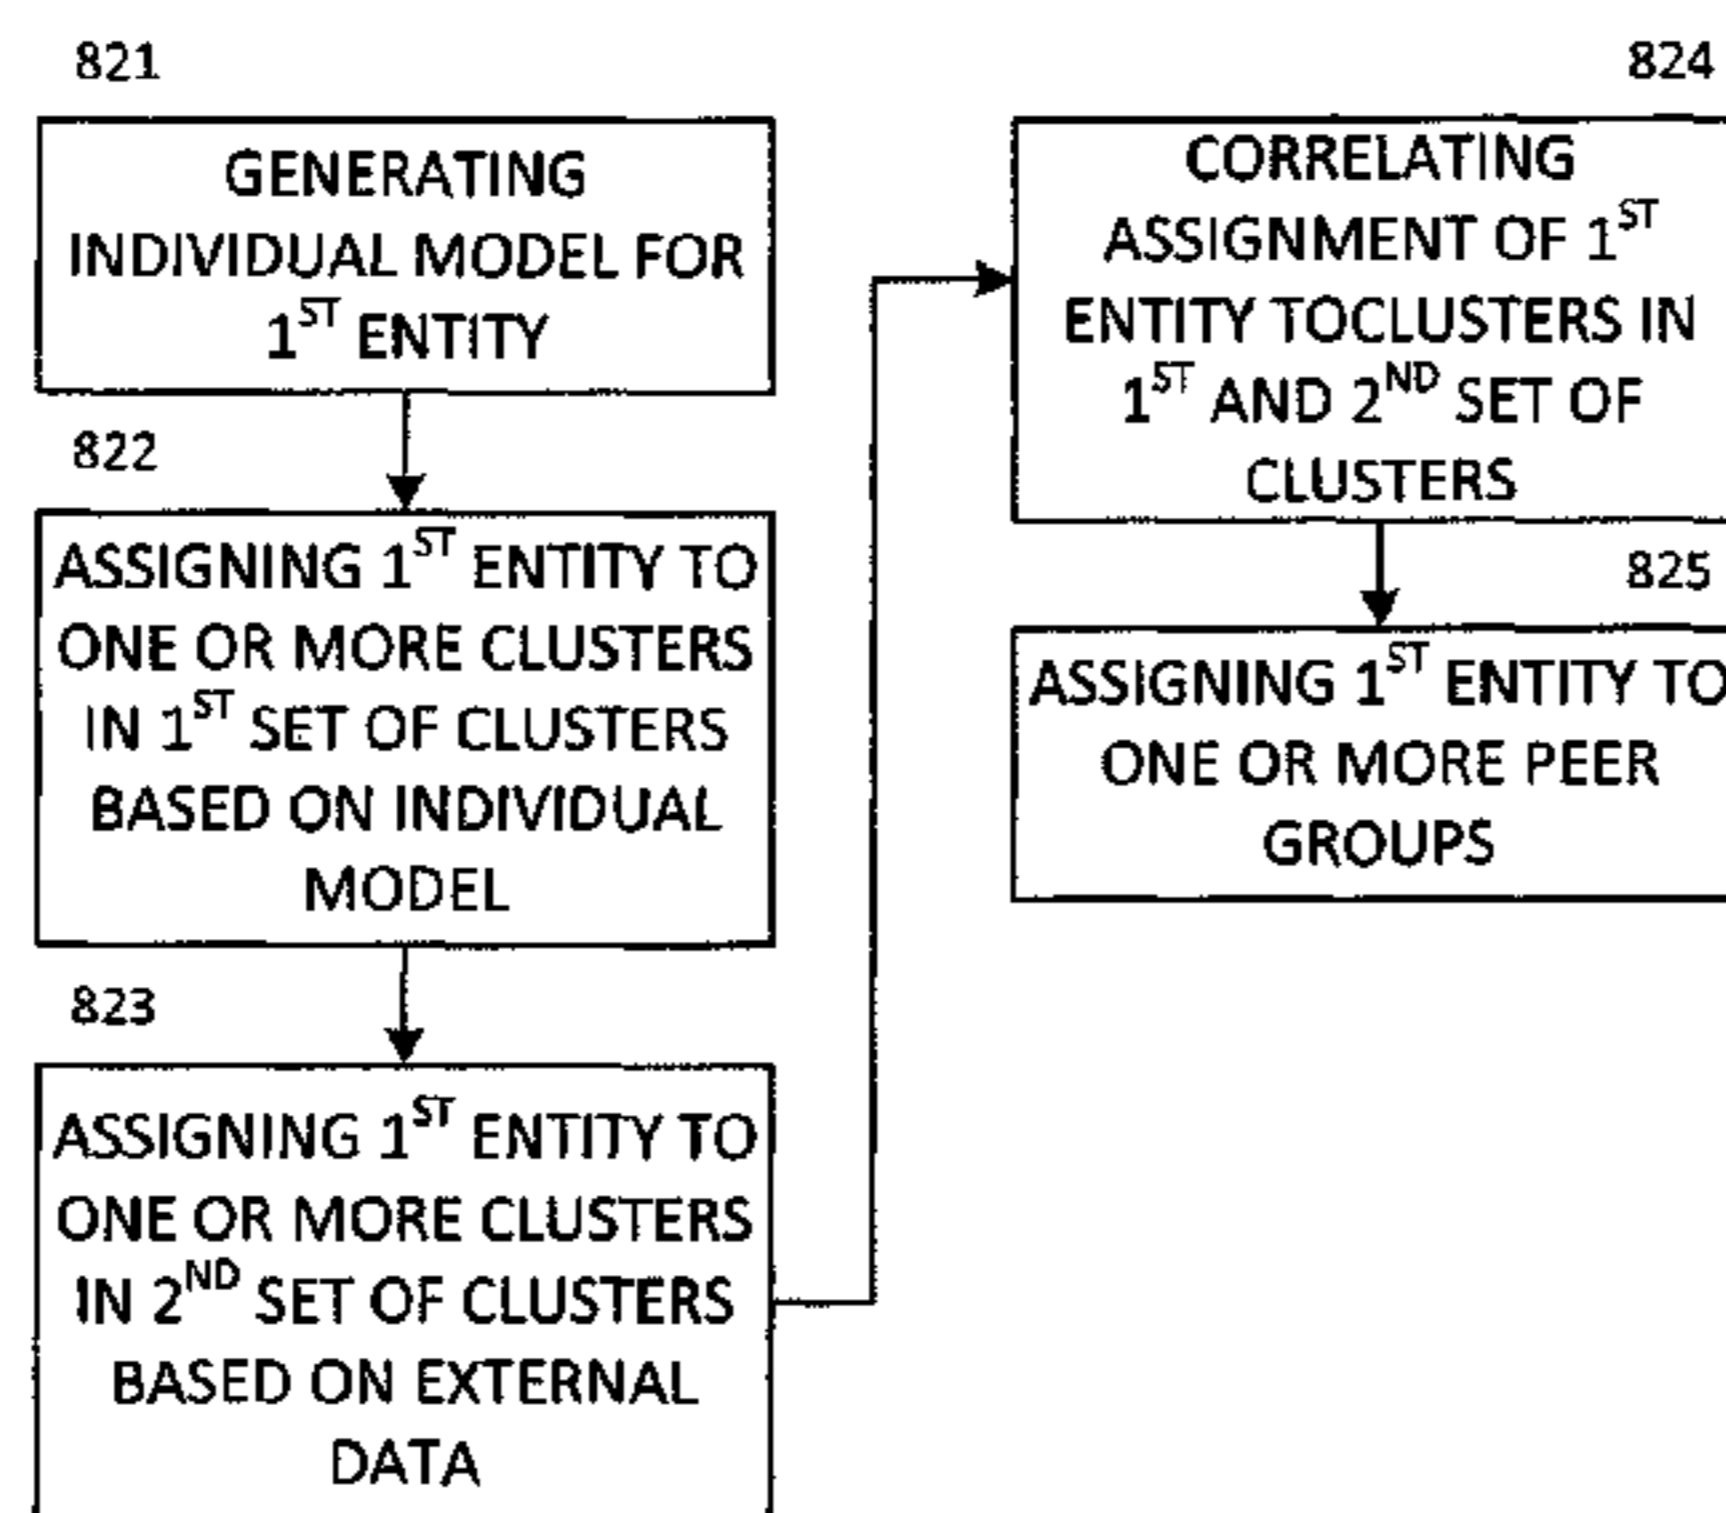 821
GENERATING
INDIVIDUAL MODEL FOR
1ST ENTITY
822
ASSIGNING 1ST ENTITY TO
ONE OR MORE CLUSTERS
IN 1ST SET OF CLUSTERS
BASED ON INDIVIDUAL
MODEL
823
ASSIGNING 1ST ENTITY TO
ONE OR MORE CLUSTERS
IN 2ND SET OF CLUSTERS
BASED ON EXTERNAL
DATA
824
CORRELATING
ASSIGNMENT OF 1ST
ENTITY TOCLUSTERS IN
1ST AND 2ND SET OF
CLUSTERS
825
ASSIGNING 1ST ENTITY TO
ONE OR MORE PEER
GROUPS